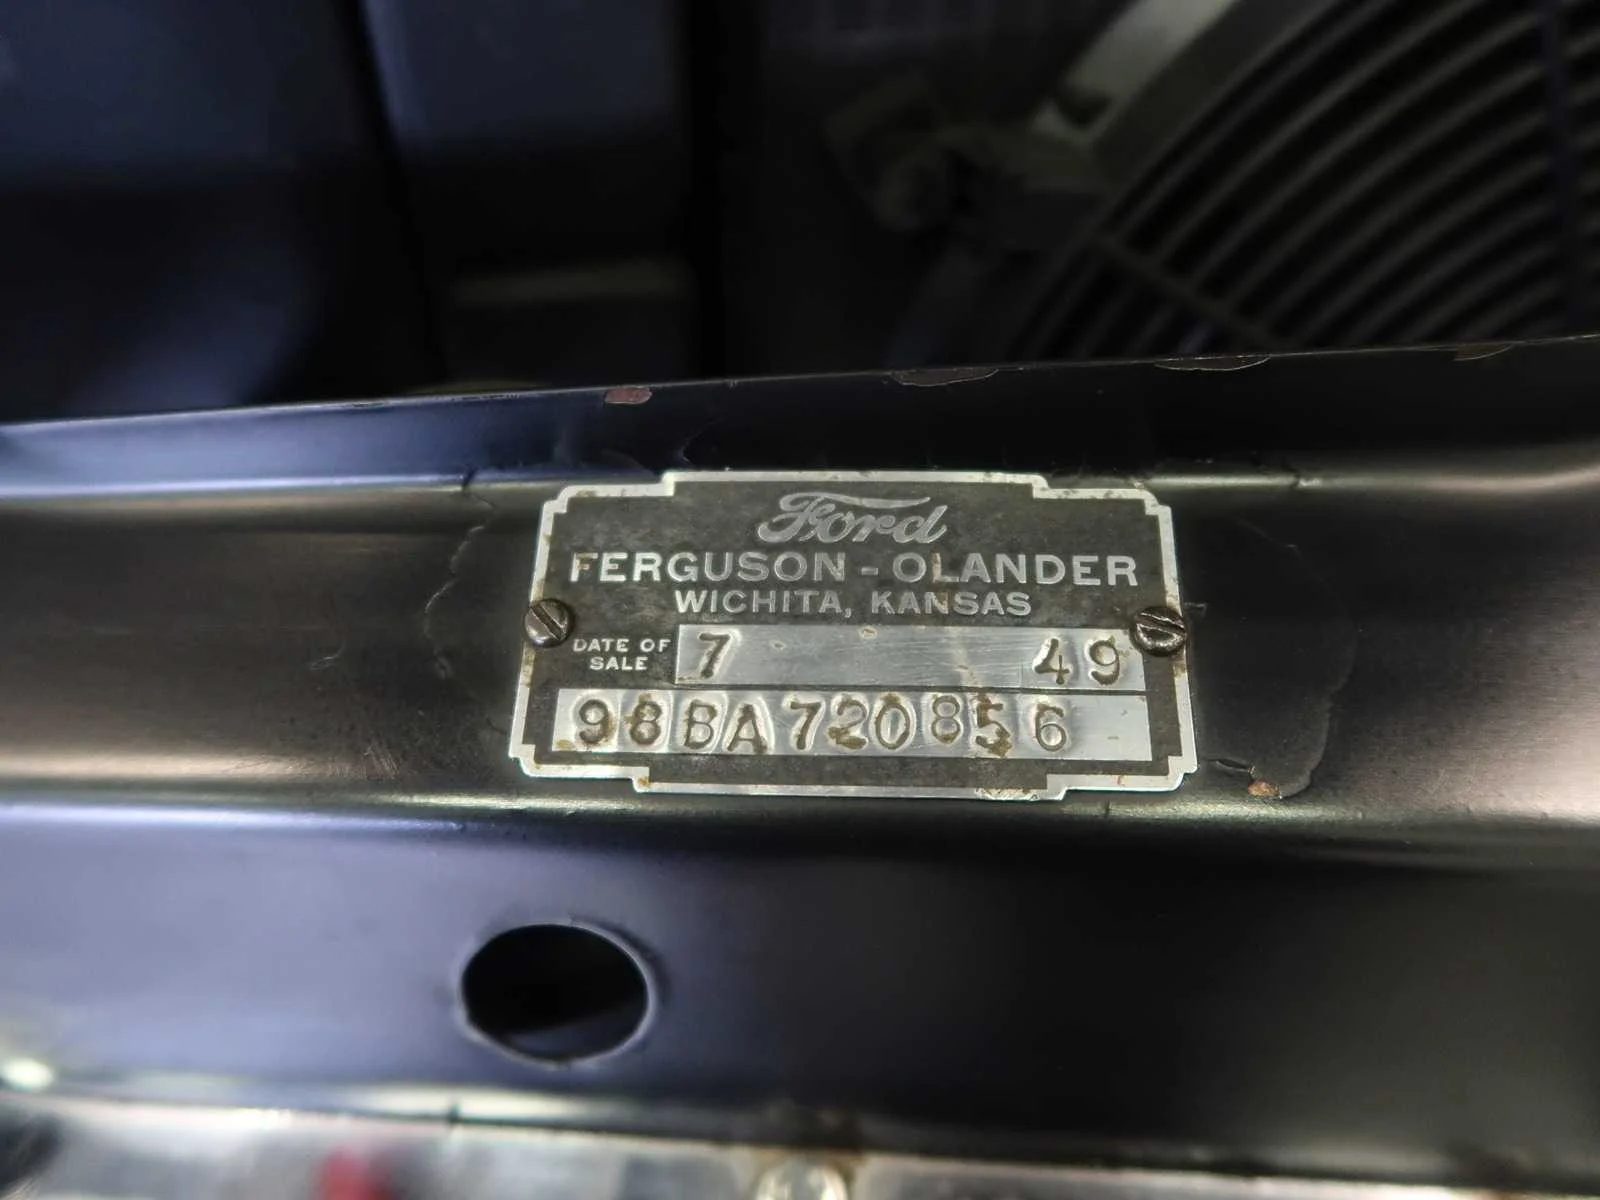 Ford
FERGUSON - OLANDER
WICHITA, KANSAS
DATE OF SALE 7 49
98BA720856